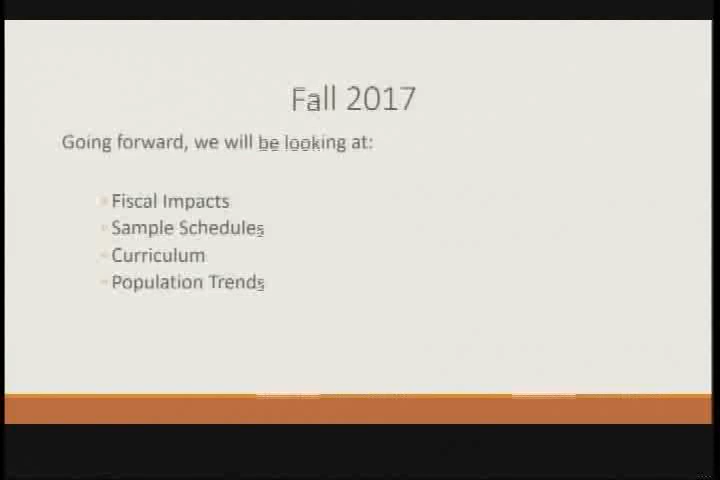 Fall 2017
Going forward, we will be looking at:
Fiscal Impacts
Sample Schedules
Curriculum
Population Trends